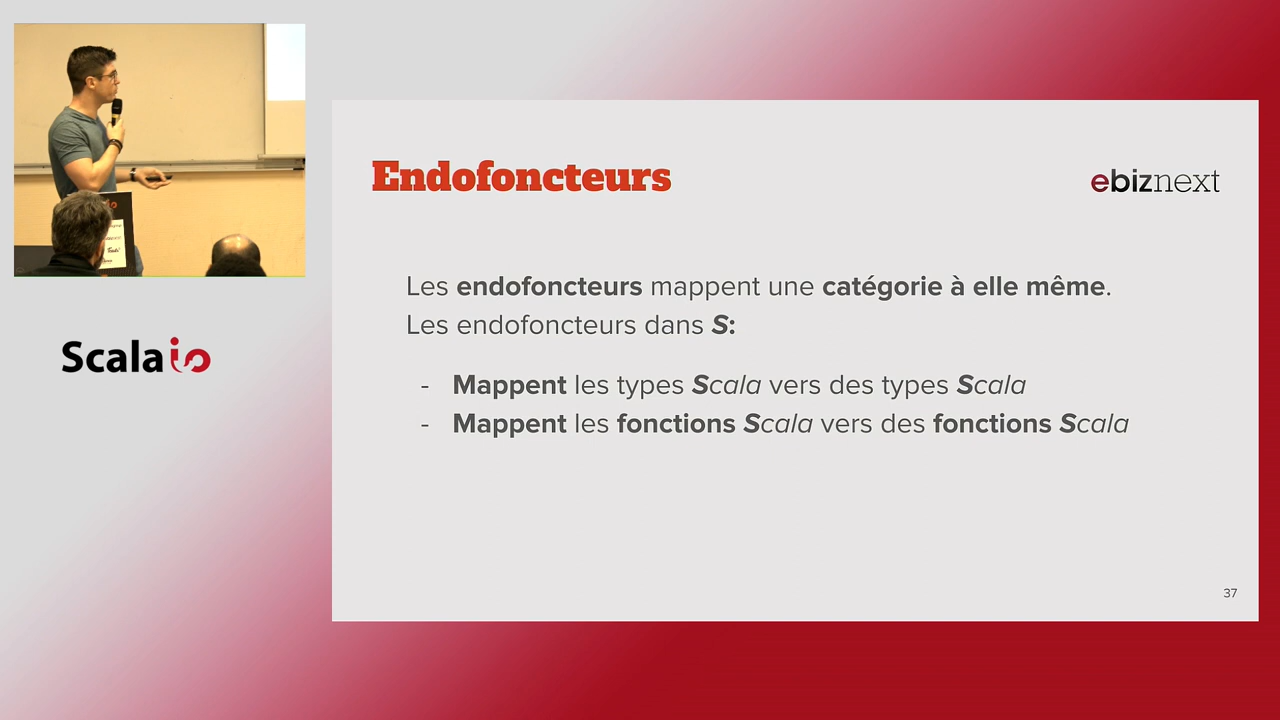 Endofoncteurs
ebiznext
Les endofoncteurs mappent une catégorie à elle même.
Les endofoncteurs dans S:
- Mappent les types Scala vers des types Scala
- Mappent les fonctions Scala vers des fonctions Scala
Scala io
37